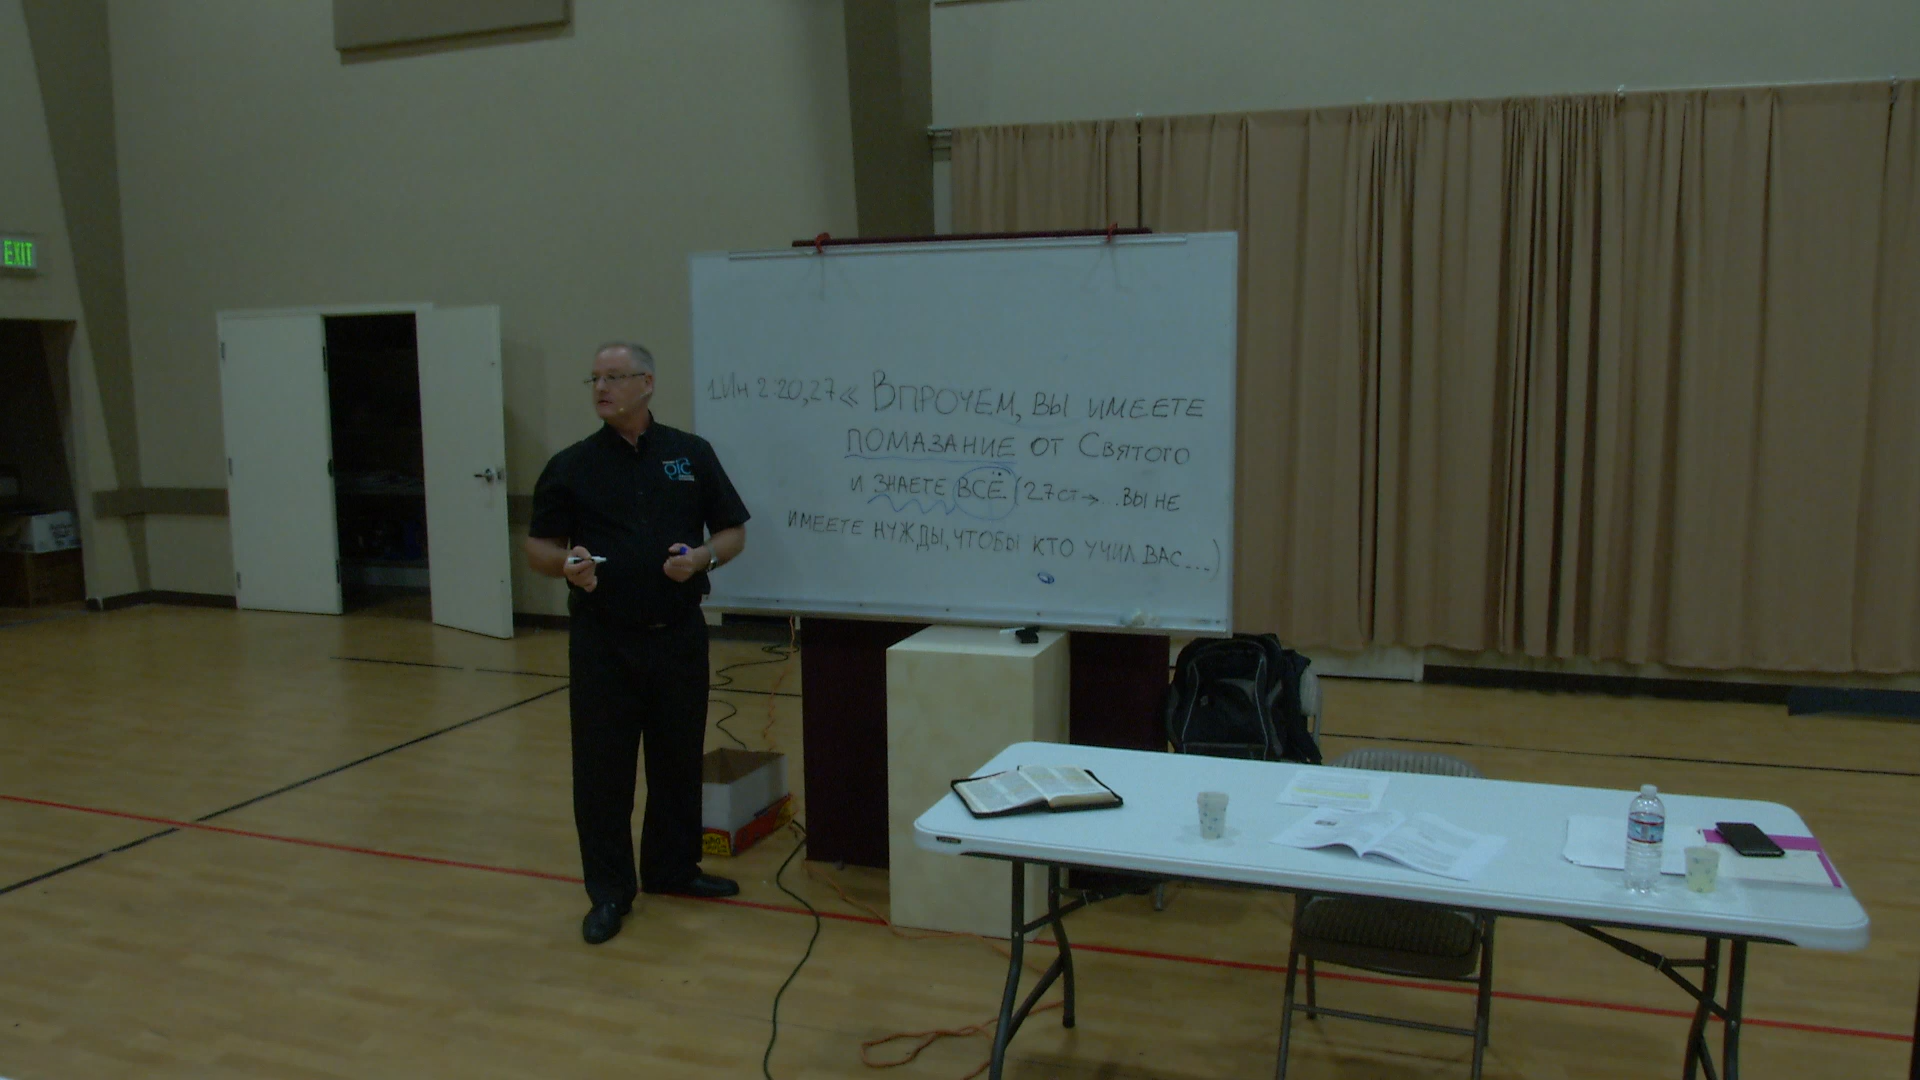 EXIT
1Ин 2:20,27 « Впрочем, вы имеете
помазание от Святого
и знаете всё (27ст→...вы не
имеете нужды, чтобы кто учил вас...)